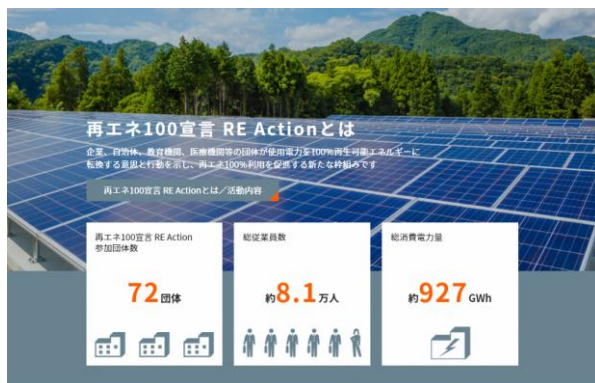 再エネ100宣言 RE Actionとは
企業、自治体、教育機関、医療機関等の団体が使用電力を100%再生可能エネルギーに
転換する意思と行動を示し、再エネ100%利用を促進する新たな枠組みです
再エネ100宣言 RE Actionとは／活動内容
再エネ100宣言 RE Action
参加団体数
72団体
総従業員数
約8.1万人
総消費電力量
約927GWh